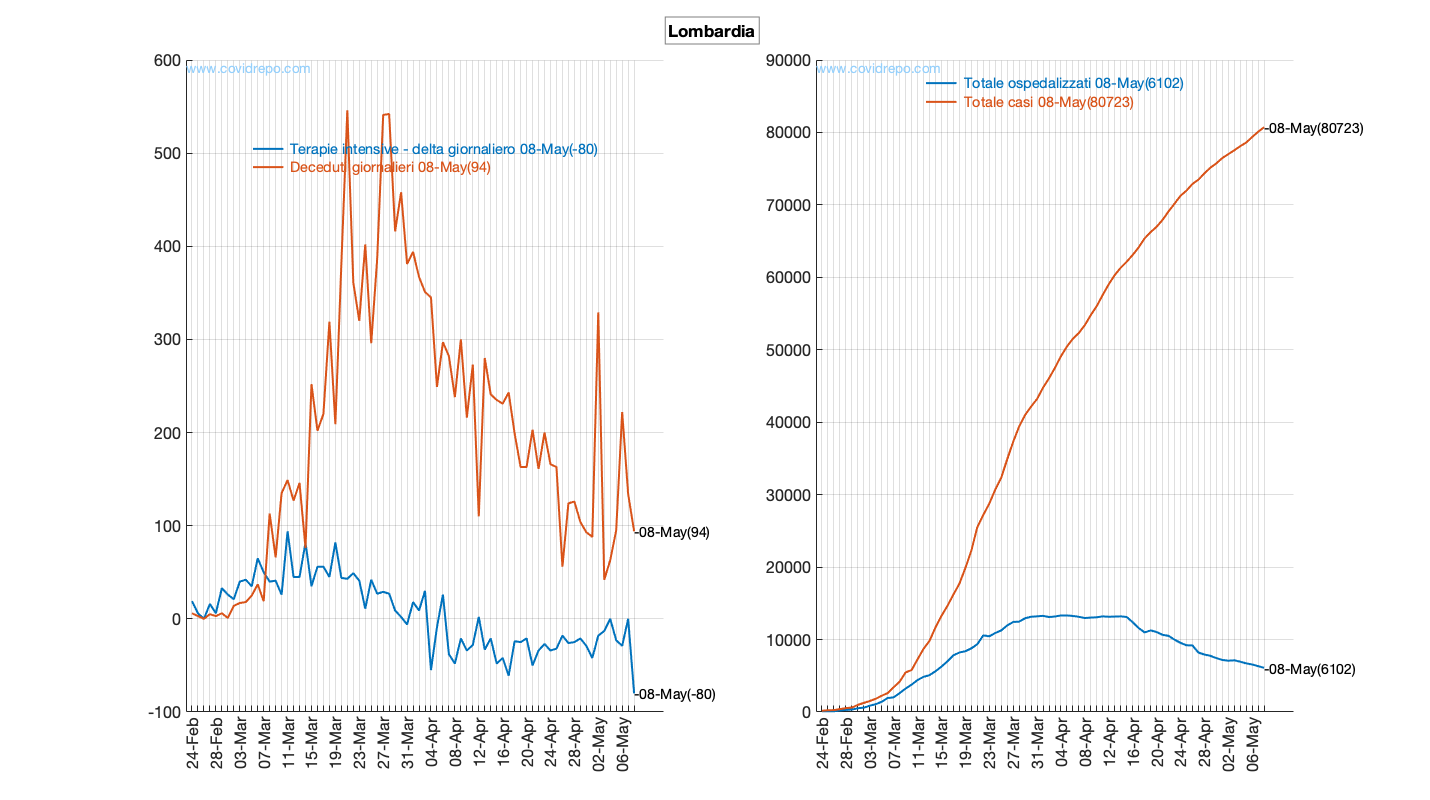 Lombardia
www.covidrepo.com
Terapie intensive - delta giornaliero 08-May(-80)
Deceduti giornalieri 08-May(94)
600
500
400
300
200
100
0
-100
-08-May(94)
-08-May(-80)
24-Feb
28-Feb
03-Mar
07-Mar
11-Mar
15-Mar
19-Mar
23-Mar
27-Mar
31-Mar
04-Apr
08-Apr
12-Apr
16-Apr
20-Apr
24-Apr
28-Apr
02-May
06-May
www.covidrepo.com
Totale ospedalizzati 08-May(6102)
Totale casi 08-May(80723)
90000
80000
70000
60000
50000
40000
30000
20000
10000
0
-08-May(80723)
-08-May(6102)
24-Feb
28-Feb
03-Mar
07-Mar
11-Mar
15-Mar
19-Mar
23-Mar
27-Mar
31-Mar
04-Apr
08-Apr
12-Apr
16-Apr
20-Apr
24-Apr
28-Apr
02-May
06-May